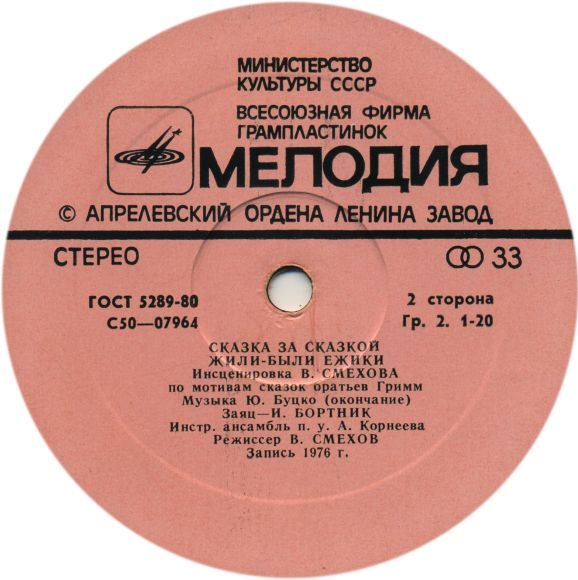 МИНИСТЕРСТВО
КУЛЬТУРЫ СССР
ВСЕСОЮЗНАЯ ФИРМА
ГРАМПЛАСТИНОК
МЕЛОДИЯ
© АПРЕЛЕВСКИЙ ОРДЕНА ЛЕНИНА ЗАВОД
СТЕРЕО
33
ГОСТ 5289-80
С50—07964
2 сторона
Гр. 2. 1-20
СКАЗКА ЗА СКАЗКОЙ
ЖИЛИ-БЫЛИ ЕЖИКИ
Инсценировка В. СМЕХОВА
по мотивам сказок братьев Гримм
Музыка Ю. Буцко (окончание)
Заяц—И. БОРТНИК
Инстр. ансамбль п. у. А. Корнеева
Режиссер В. СМЕХОВ
Запись 1976 г.